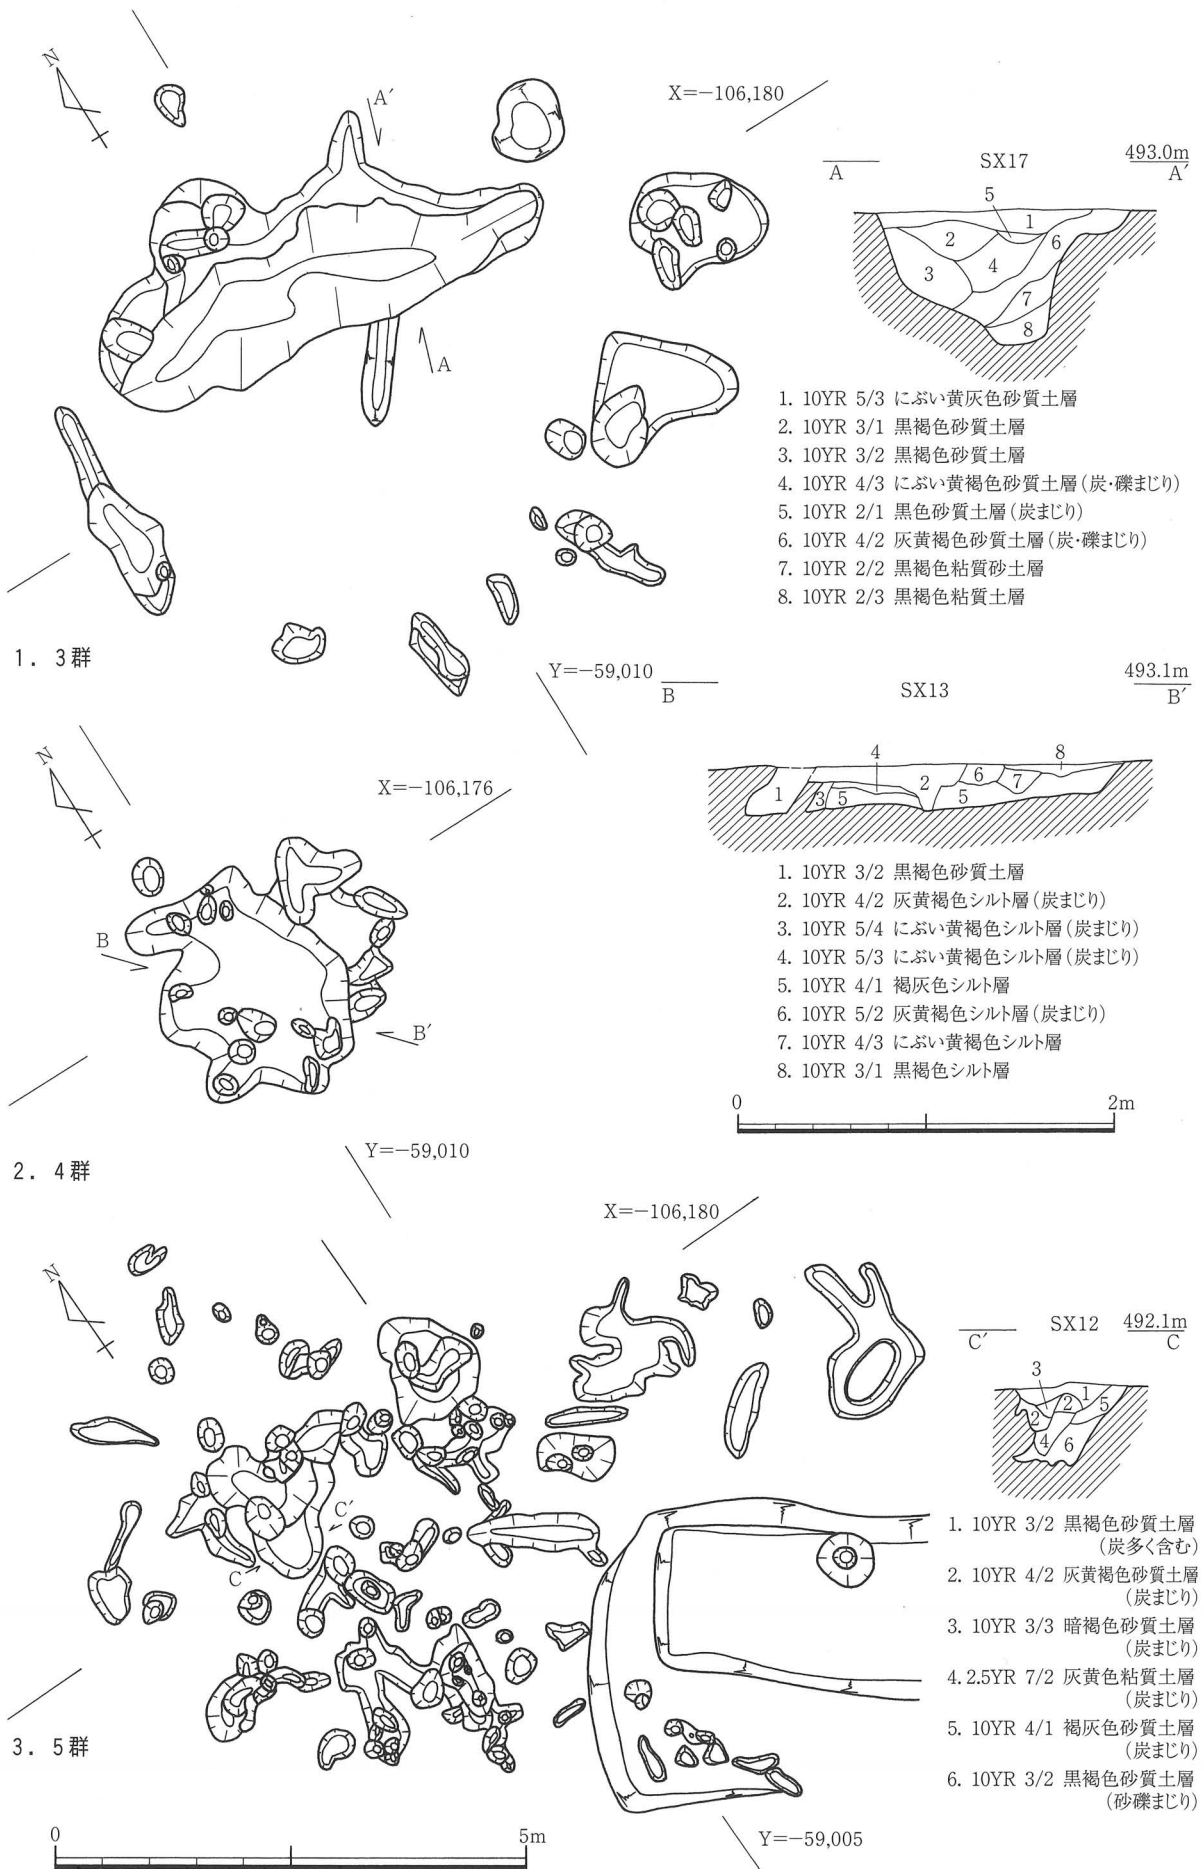 N
A′
X=−106,180
A
SX17
493.0m
A′
5
1
2
6
3
4
7
8
A
1. 10YR 5/3 にぶい黄灰色砂質土層
2. 10YR 3/1 黒褐色砂質土層
3. 10YR 3/2 黒褐色砂質土層
4. 10YR 4/3 にぶい黄褐色砂質土層(炭・礫まじり)
5. 10YR 2/1 黒色砂質土層(炭まじり)
6. 10YR 4/2 灰黄褐色砂質土層(炭・礫まじり)
7. 10YR 2/2 黒褐色粘質砂土層
8. 10YR 2/3 黒褐色粘質土層
1. 3群
Y=−59,010
B
SX13
493.1m
B′
N
X=−106,176
4
8
1
3
5
2
6
7
5
B
B′
1. 10YR 3/2 黒褐色砂質土層
2. 10YR 4/2 灰黄褐色シルト層(炭まじり)
3. 10YR 5/4 にぶい黄褐色シルト層(炭まじり)
4. 10YR 5/3 にぶい黄褐色シルト層(炭まじり)
5. 10YR 4/1 褐灰色シルト層
6. 10YR 5/2 灰黄褐色シルト層(炭まじり)
7. 10YR 4/3 にぶい黄褐色シルト層
8. 10YR 3/1 黒褐色シルト層
0
2m
2. 4群
Y=−59,010
X=−106,180
N
C′
SX12
492.1m
C
3
1
2
2
5
4
6
C′
C
1. 10YR 3/2 黒褐色砂質土層
(炭多く含む)
2. 10YR 4/2 灰黄褐色砂質土層
(炭まじり)
3. 10YR 3/3 暗褐色砂質土層
(炭まじり)
4. 2.5YR 7/2 灰黄色粘質土層
(炭まじり)
5. 10YR 4/1 褐灰色砂質土層
(炭まじり)
6. 10YR 3/2 黒褐色砂質土層
(砂礫まじり)
3. 5群
0
5m
Y=−59,005